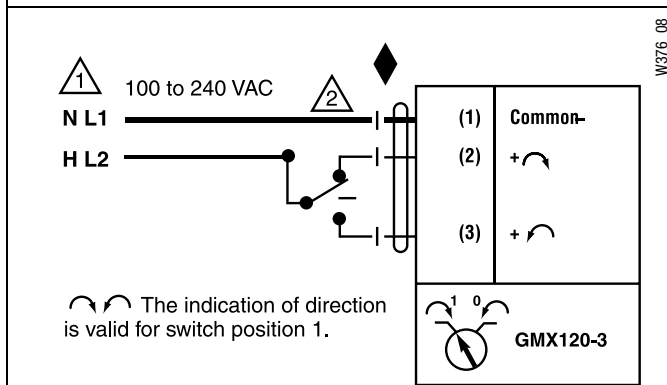 W376_08
1
100 to 240 VAC
2
N L1
(1) Common-
H L2
(2) +
(3) +
The indication of direction
is valid for switch position 1.
1 0
GMX120-3